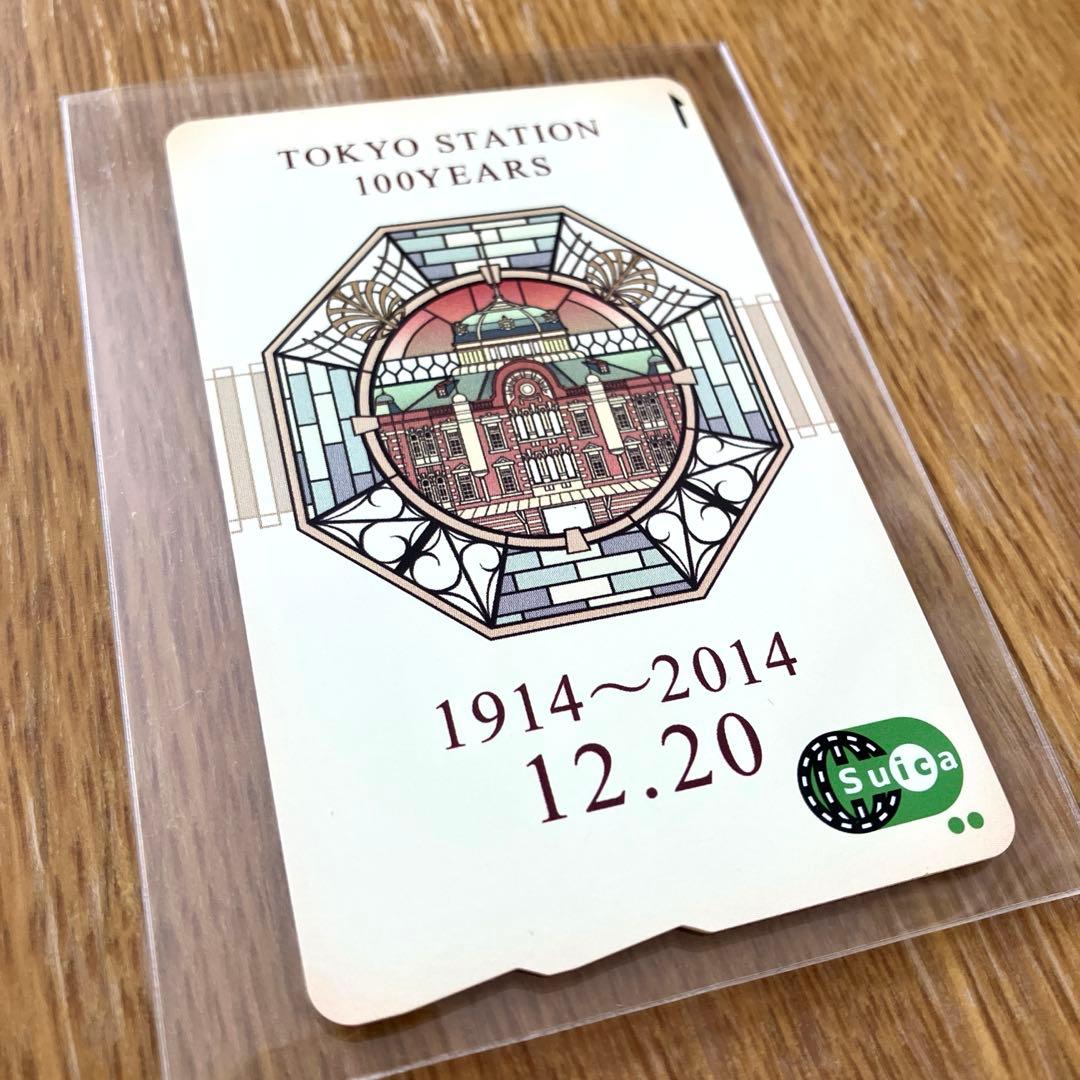 TOKYO STATION
100YEARS
1914～2014
12.20
Suica